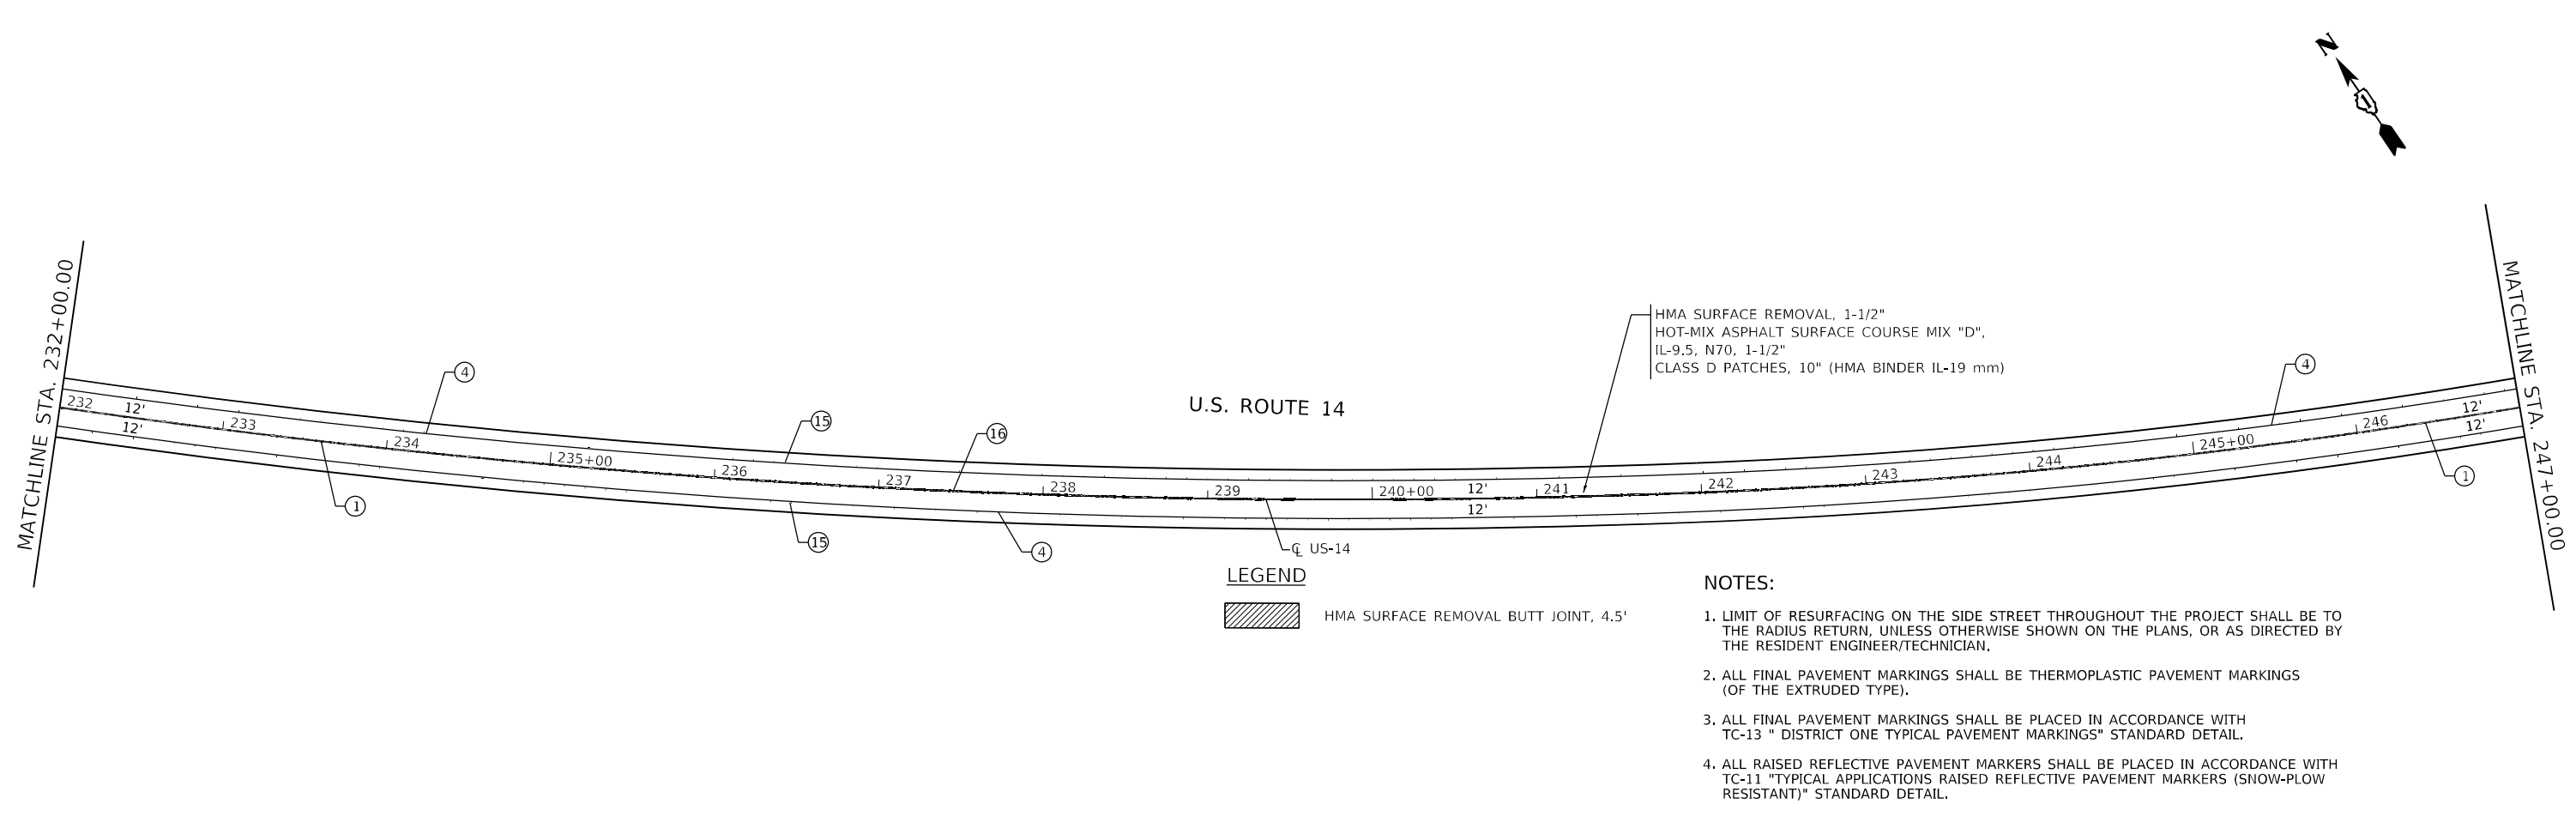 N
MATCHLINE STA. 232+00.00
MATCHLINE STA. 247+00.00
HMA SURFACE REMOVAL, 1-1/2"
HOT-MIX ASPHALT SURFACE COURSE MIX "D",
IL-9.5, N70, 1-1/2"
CLASS D PATCHES, 10" (HMA BINDER IL-19 mm)
U.S. ROUTE 14
4
4
15
16
232
12'
12'
233
234
235+00
236
237
238
239
240+00
12'
12'
241
242
243
244
245+00
246
12'
12'
1
1
15
4
℄ US-14
LEGEND
HMA SURFACE REMOVAL BUTT JOINT, 4.5'
NOTES:
1. LIMIT OF RESURFACING ON THE SIDE STREET THROUGHOUT THE PROJECT SHALL BE TO
THE RADIUS RETURN, UNLESS OTHERWISE SHOWN ON THE PLANS, OR AS DIRECTED BY
THE RESIDENT ENGINEER/TECHNICIAN.
2. ALL FINAL PAVEMENT MARKINGS SHALL BE THERMOPLASTIC PAVEMENT MARKINGS
(OF THE EXTRUDED TYPE).
3. ALL FINAL PAVEMENT MARKINGS SHALL BE PLACED IN ACCORDANCE WITH
TC-13 " DISTRICT ONE TYPICAL PAVEMENT MARKINGS" STANDARD DETAIL.
4. ALL RAISED REFLECTIVE PAVEMENT MARKERS SHALL BE PLACED IN ACCORDANCE WITH
TC-11 "TYPICAL APPLICATIONS RAISED REFLECTIVE PAVEMENT MARKERS (SNOW-PLOW
RESISTANT)" STANDARD DETAIL.